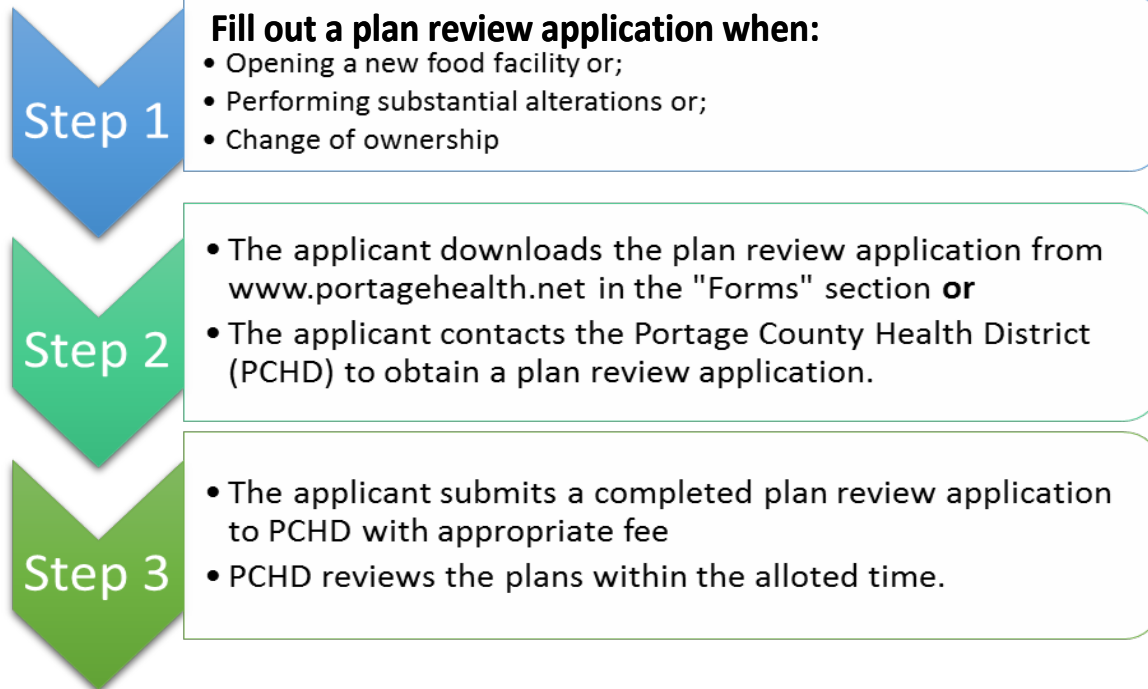 Step 1
Fill out a plan review application when:
• Opening a new food facility or;
• Performing substantial alterations or;
• Change of ownership
Step 2
• The applicant downloads the plan review application from
www.portagehealth.net in the "Forms" section or
• The applicant contacts the Portage County Health District
(PCHD) to obtain a plan review application.
Step 3
• The applicant submits a completed plan review application
to PCHD with appropriate fee
• PCHD reviews the plans within the alloted time.